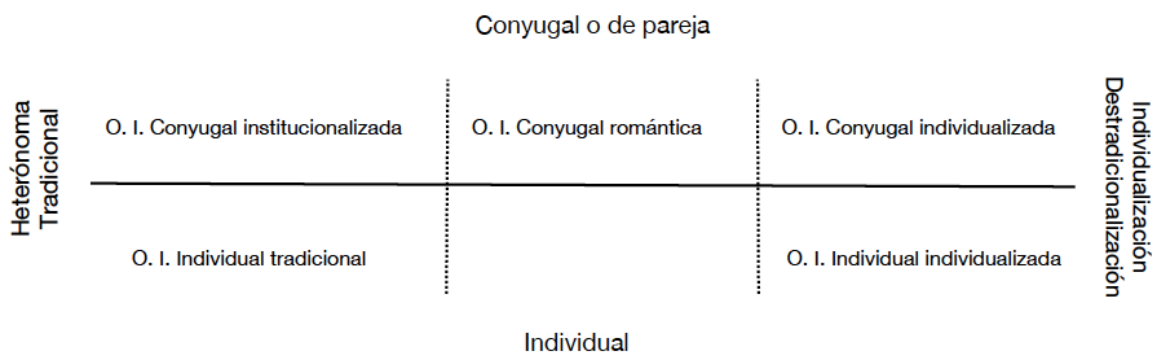 Conyugal o de pareja
Heterónoma
Tradicional
O. I. Conyugal institucionalizada
O. I. Conyugal romántica
O. I. Conyugal individualizada
Individualización
Destradicionalización
O. I. Individual tradicional
O. I. Individual individualizada
Individual